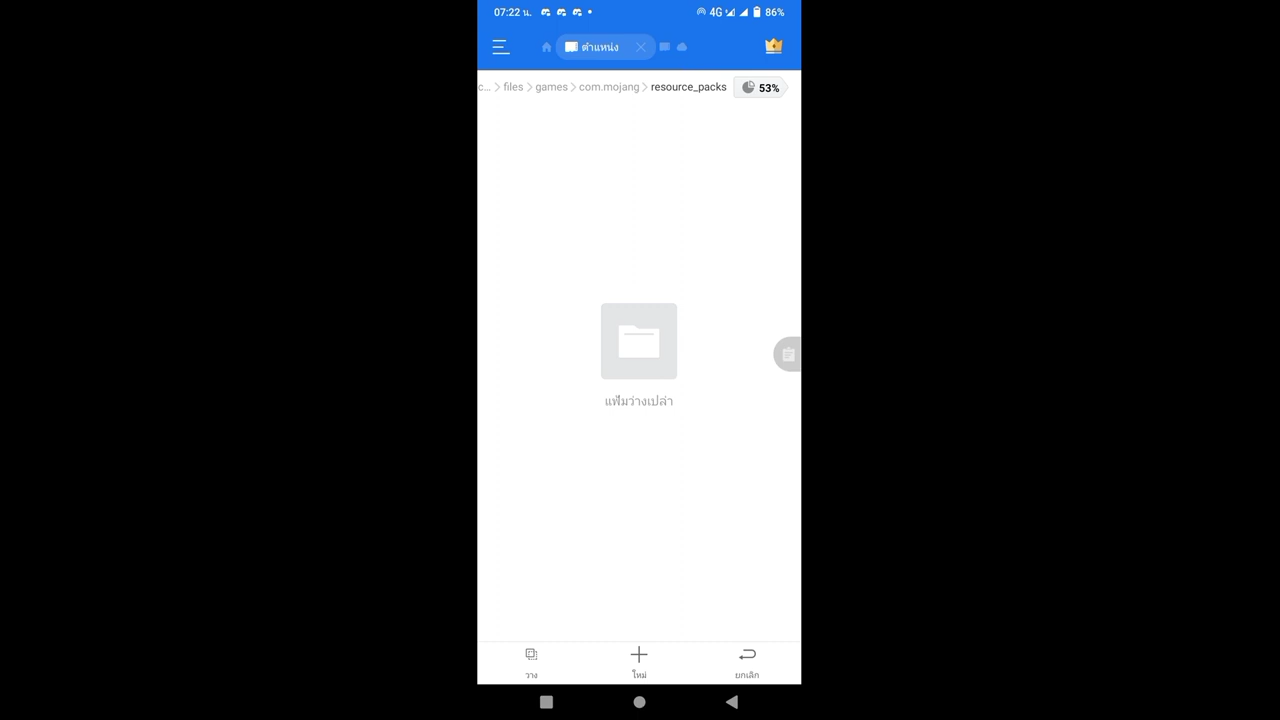 07:22 น. 4G 86%
ตำแหน่ง
c... files games com.mojang resource_packs 53%
แฟ้มว่างเปล่า
วาง ใหม่ ยกเลิก